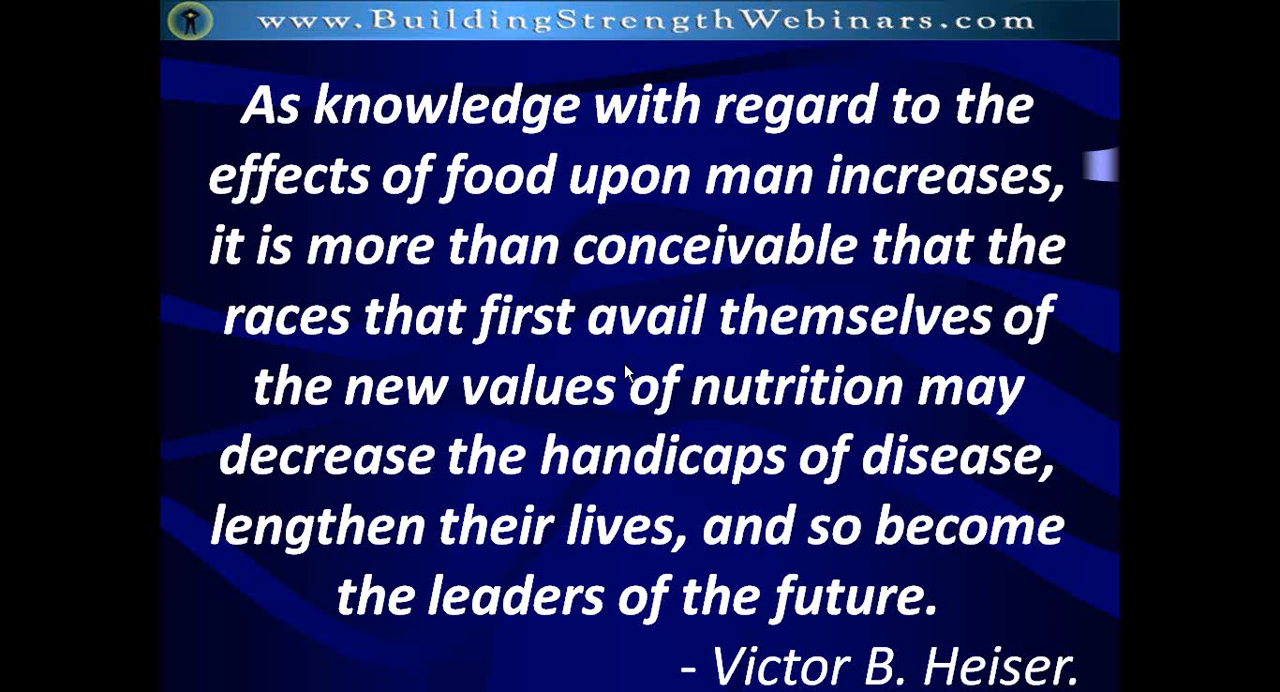 www.BuildingStrengthWebinars.com
As knowledge with regard to the
effects of food upon man increases,
it is more than conceivable that the
races that first avail themselves of
the new values of nutrition may
decrease the handicaps of disease,
lengthen their lives, and so become
the leaders of the future.
- Victor B. Heiser.